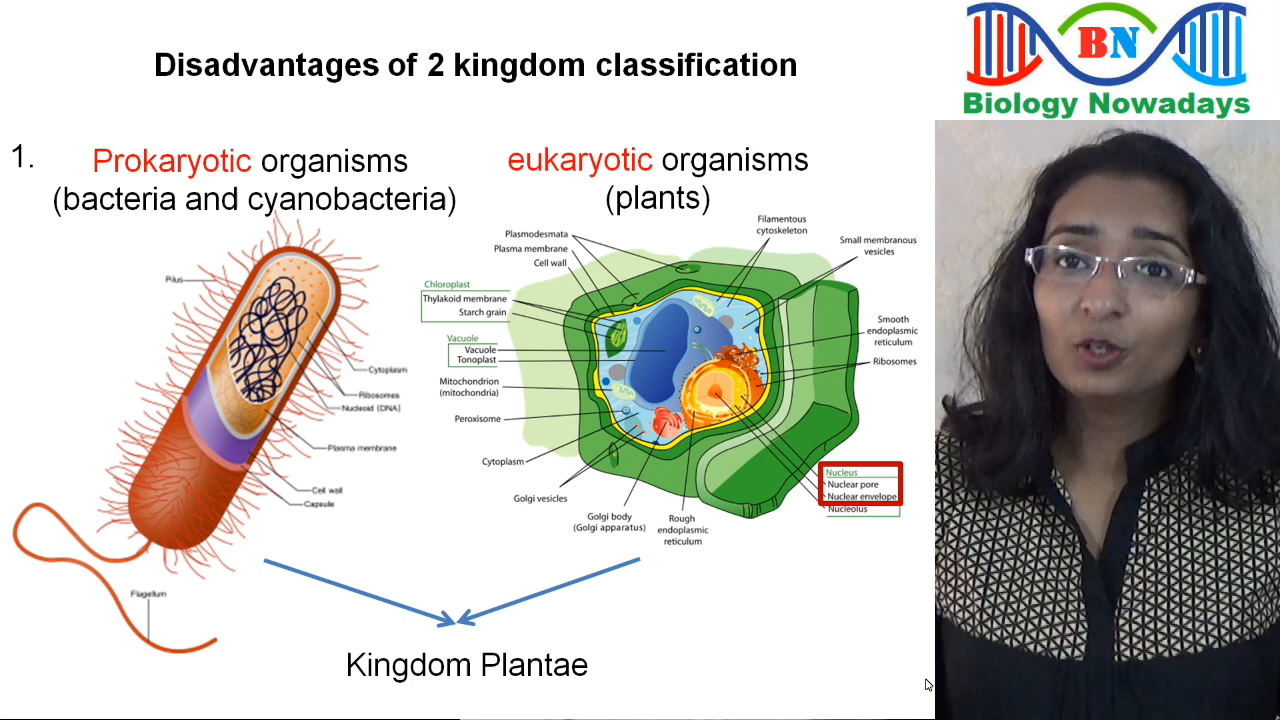 Disadvantages of 2 kingdom classification
BN
Biology Nowadays
1.
Prokaryotic organisms
(bacteria and cyanobacteria)
eukaryotic organisms
(plants)
Pilus
Cytoplasm
Ribosomes
Nucleoid (DNA)
Plasma membrane
Cell wall
Capsule
Flagellum
Plasmodesmata
Plasma membrane
Cell wall
Chloroplast
Thylakoid membrane
Starch grain
Vacuole
Vacuole
Tonoplast
Mitochondrion
(mitochondria)
Peroxisome
Cytoplasm
Golgi vesicles
Golgi body
(Golgi apparatus)
Rough
endoplasmic
reticulum
Filamentous
cytoskeleton
Small membranous
vesicles
Smooth
endoplasmic
reticulum
Ribosomes
Nucleus
Nuclear pore
Nuclear envelope
Nucleolus
Kingdom Plantae